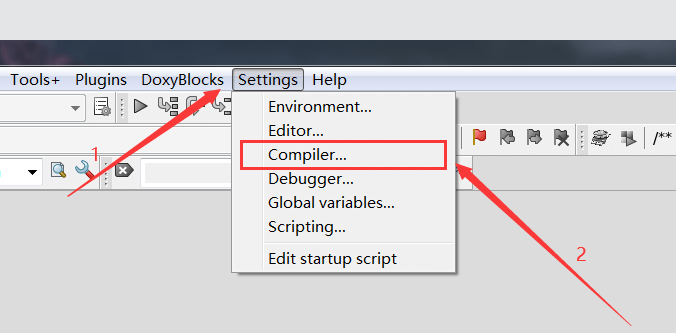 Tools+ Plugins DoxyBlocks Settings Help
Environment...
Editor...
/**
1
Compiler...
Debugger...
Global variables...
Scripting...
2
Edit startup script